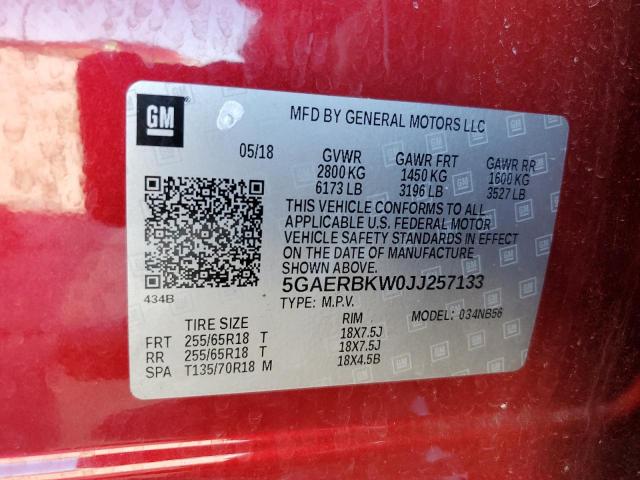 GM
MFD BY GENERAL MOTORS LLC
05/18 GVWR GAWR FRT GAWR RR
2800 KG 1450 KG 1600 KG
6173 LB 3196 LB 3527 LB
THIS VEHICLE CONFORMS TO ALL
APPLICABLE U.S. FEDERAL MOTOR
VEHICLE SAFETY STANDARDS IN EFFECT
ON THE DATE OF MANUFACTURE
SHOWN ABOVE.
434B
5GAERBKW0JJ257133
TYPE: M.P.V. MODEL: 034NB56
TIRE SIZE RIM
FRT 255/65R18 T 18X7.5J
RR 255/65R18 T 18X7.5J
SPA T135/70R18 M 18X4.5B